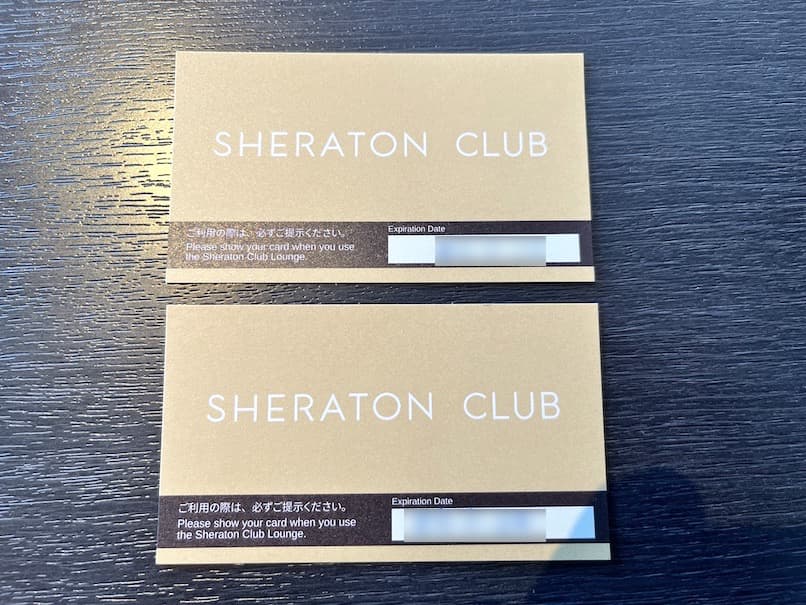 SHERATON CLUB
ご利用の際は、必ずご提示ください。
Please show your card when you use
the Sheraton Club Lounge.
Expiration Date
SHERATON CLUB
ご利用の際は、必ずご提示ください。
Please show your card when you use
the Sheraton Club Lounge.
Expiration Date